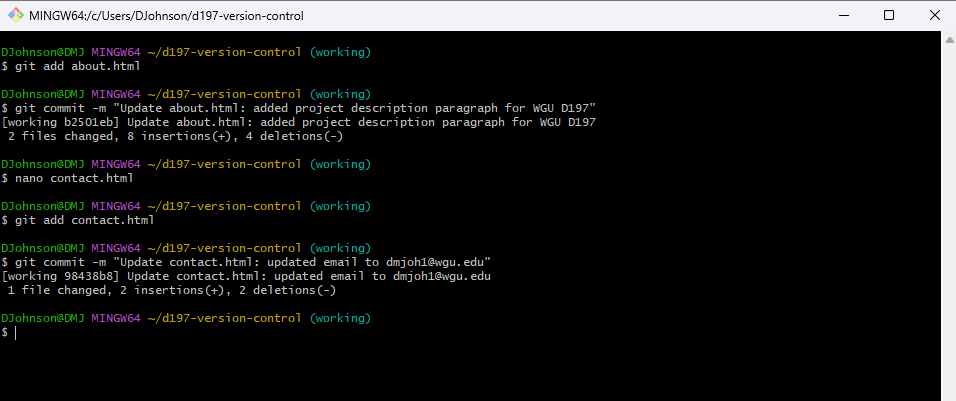 MINGW64:/c/Users/DJohnson/d197-version-control
DJohnson@DMJ MINGW64 ~/d197-version-control (working)
$ git add about.html
DJohnson@DMJ MINGW64 ~/d197-version-control (working)
$ git commit -m "Update about.html: added project description paragraph for WGU D197"
[working b2501eb] Update about.html: added project description paragraph for WGU D197
 2 files changed, 8 insertions(+), 4 deletions(-)
DJohnson@DMJ MINGW64 ~/d197-version-control (working)
$ nano contact.html
DJohnson@DMJ MINGW64 ~/d197-version-control (working)
$ git add contact.html
DJohnson@DMJ MINGW64 ~/d197-version-control (working)
$ git commit -m "Update contact.html: updated email to dmjoh1@wgu.edu"
[working 98438b8] Update contact.html: updated email to dmjoh1@wgu.edu
 1 file changed, 2 insertions(+), 2 deletions(-)
DJohnson@DMJ MINGW64 ~/d197-version-control (working)
$